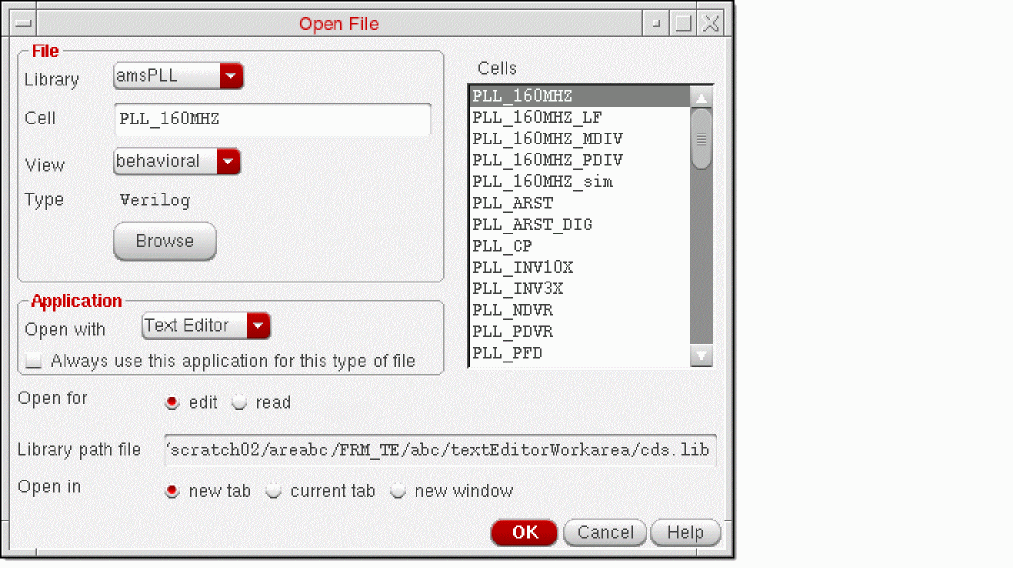 Open File
File
Library amsPLL
Cell PLL_160MHZ
View behavioral
Type Verilog
Browse
Cells
PLL_160MHZ
PLL_160MHZ_LF
PLL_160MHZ_MDIV
PLL_160MHZ_PDIV
PLL_160MHZ_sim
PLL_ARST
PLL_ARST_DIG
PLL_CP
PLL_INV10X
PLL_INV3X
PLL_NDVR
PLL_PDVR
PLL_PFD
Application
Open with Text Editor
Always use this application for this type of file
Open for edit read
Library path file 'scratch02/areabc/FRM_TE/abc/textEditorWorkarea/cds.lib
Open in new tab current tab new window
OK Cancel Help